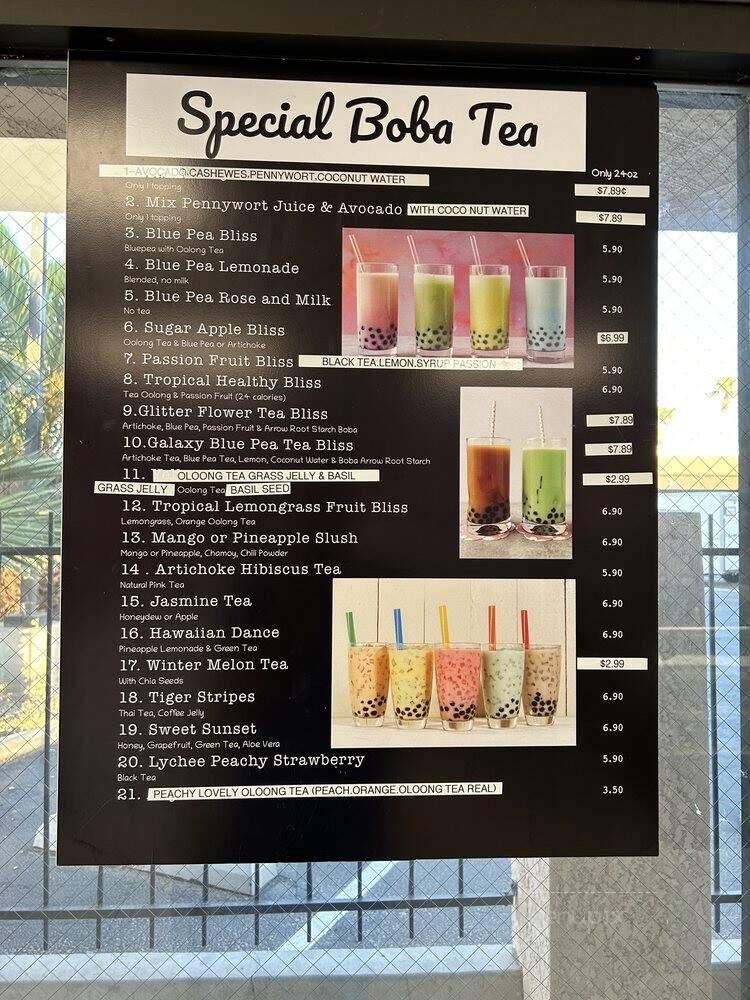 Special Boba Tea
Only 24oz
1-AVOCADO.CASHEWES.PENNYWORT.COCONUT WATER $7.89¢
Only 1 topping
2. Mix Pennywort Juice & Avocado WITH COCO NUT WATER $7.89
Only 1 topping
3. Blue Pea Bliss 5.90
Bluepea with Oolong Tea
4. Blue Pea Lemonade 5.90
Blended, no milk
5. Blue Pea Rose and Milk 5.90
No tea
6. Sugar Apple Bliss $6.99
Oolong Tea & Blue Pea or Artichoke
7. Passion Fruit Bliss BLACK TEA.LEMON.SYRUP PASSION 5.90
8. Tropical Healthy Bliss 6.90
Tea Oolong & Passion Fruit (24 calories)
9.Glitter Flower Tea Bliss $7.89
Artichoke, Blue Pea, Passion Fruit & Arrow Root Starch Boba
10.Galaxy Blue Pea Tea Bliss $7.89
Artichoke Tea, Blue Pea Tea, Lemon, Coconut Water & Boba Arrow Root Starch
11. OLOONG TEA GRASS JELLY & BASIL $2.99
GRASS JELLY Oolong Tea BASIL SEED
12. Tropical Lemongrass Fruit Bliss 6.90
Lemongrass, Orange Oolong Tea
13. Mango or Pineapple Slush 6.90
Mango or Pineapple, Chamoy, Chili Powder
14 . Artichoke Hibiscus Tea 5.90
Natural Pink Tea
15. Jasmine Tea 6.90
Honeydew or Apple
16. Hawaiian Dance 6.90
Pineapple Lemonade & Green Tea
17. Winter Melon Tea $2.99
With Chia Seeds
18. Tiger Stripes 6.90
Thai Tea, Coffee Jelly
19. Sweet Sunset 6.90
Honey, Grapefruit, Green Tea, Aloe Vera
20. Lychee Peachy Strawberry 5.90
Black Tea
21. PEACHY LOVELY OLOONG TEA (PEACH.ORANGE.OLOONG TEA REAL) 3.50